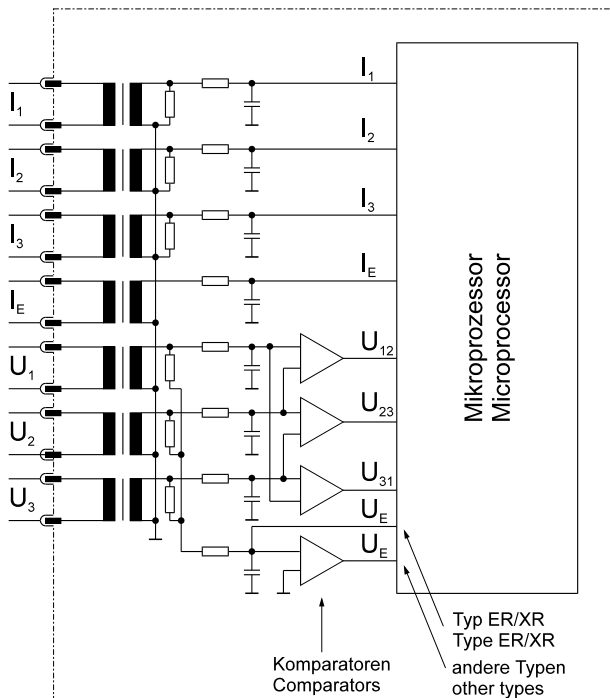 I1
I1
I2
I2
I3
I3
IE
IE
U1
U12
U2
U23
U3
U31
UE
UE
Mikroprozessor
Microprocessor
Typ ER/XR
Type ER/XR
andere Typen
other types
Komparatoren
Comparators